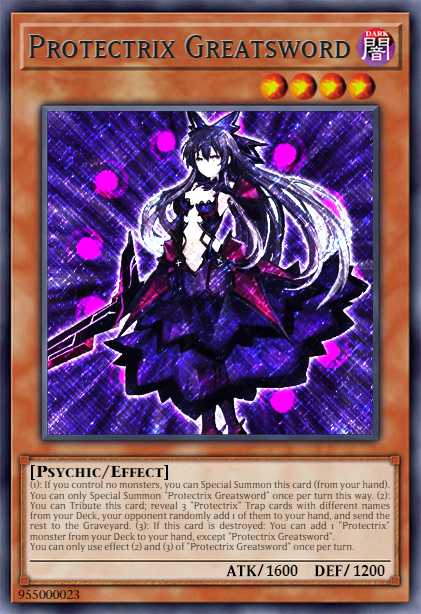 Protectrix Greatsword
DARK
闇
[Psychic/Effect]
(1): If you control no monsters, you can Special Summon this card (from your hand).
You can only Special Summon "Protectrix Greatsword" once per turn this way. (2):
You can Tribute this card; reveal 3 "Protectrix" Trap cards with different names
from your Deck, your opponent randomly add 1 of them to your hand, and send the
rest to the Graveyard. (3): If this card is destroyed: You can add 1 "Protectrix"
monster from your Deck to your hand, except "Protectrix Greatsword".
You can only use effect (2) and (3) of "Protectrix Greatsword" once per turn.
ATK/1600 DEF/1200
955000023